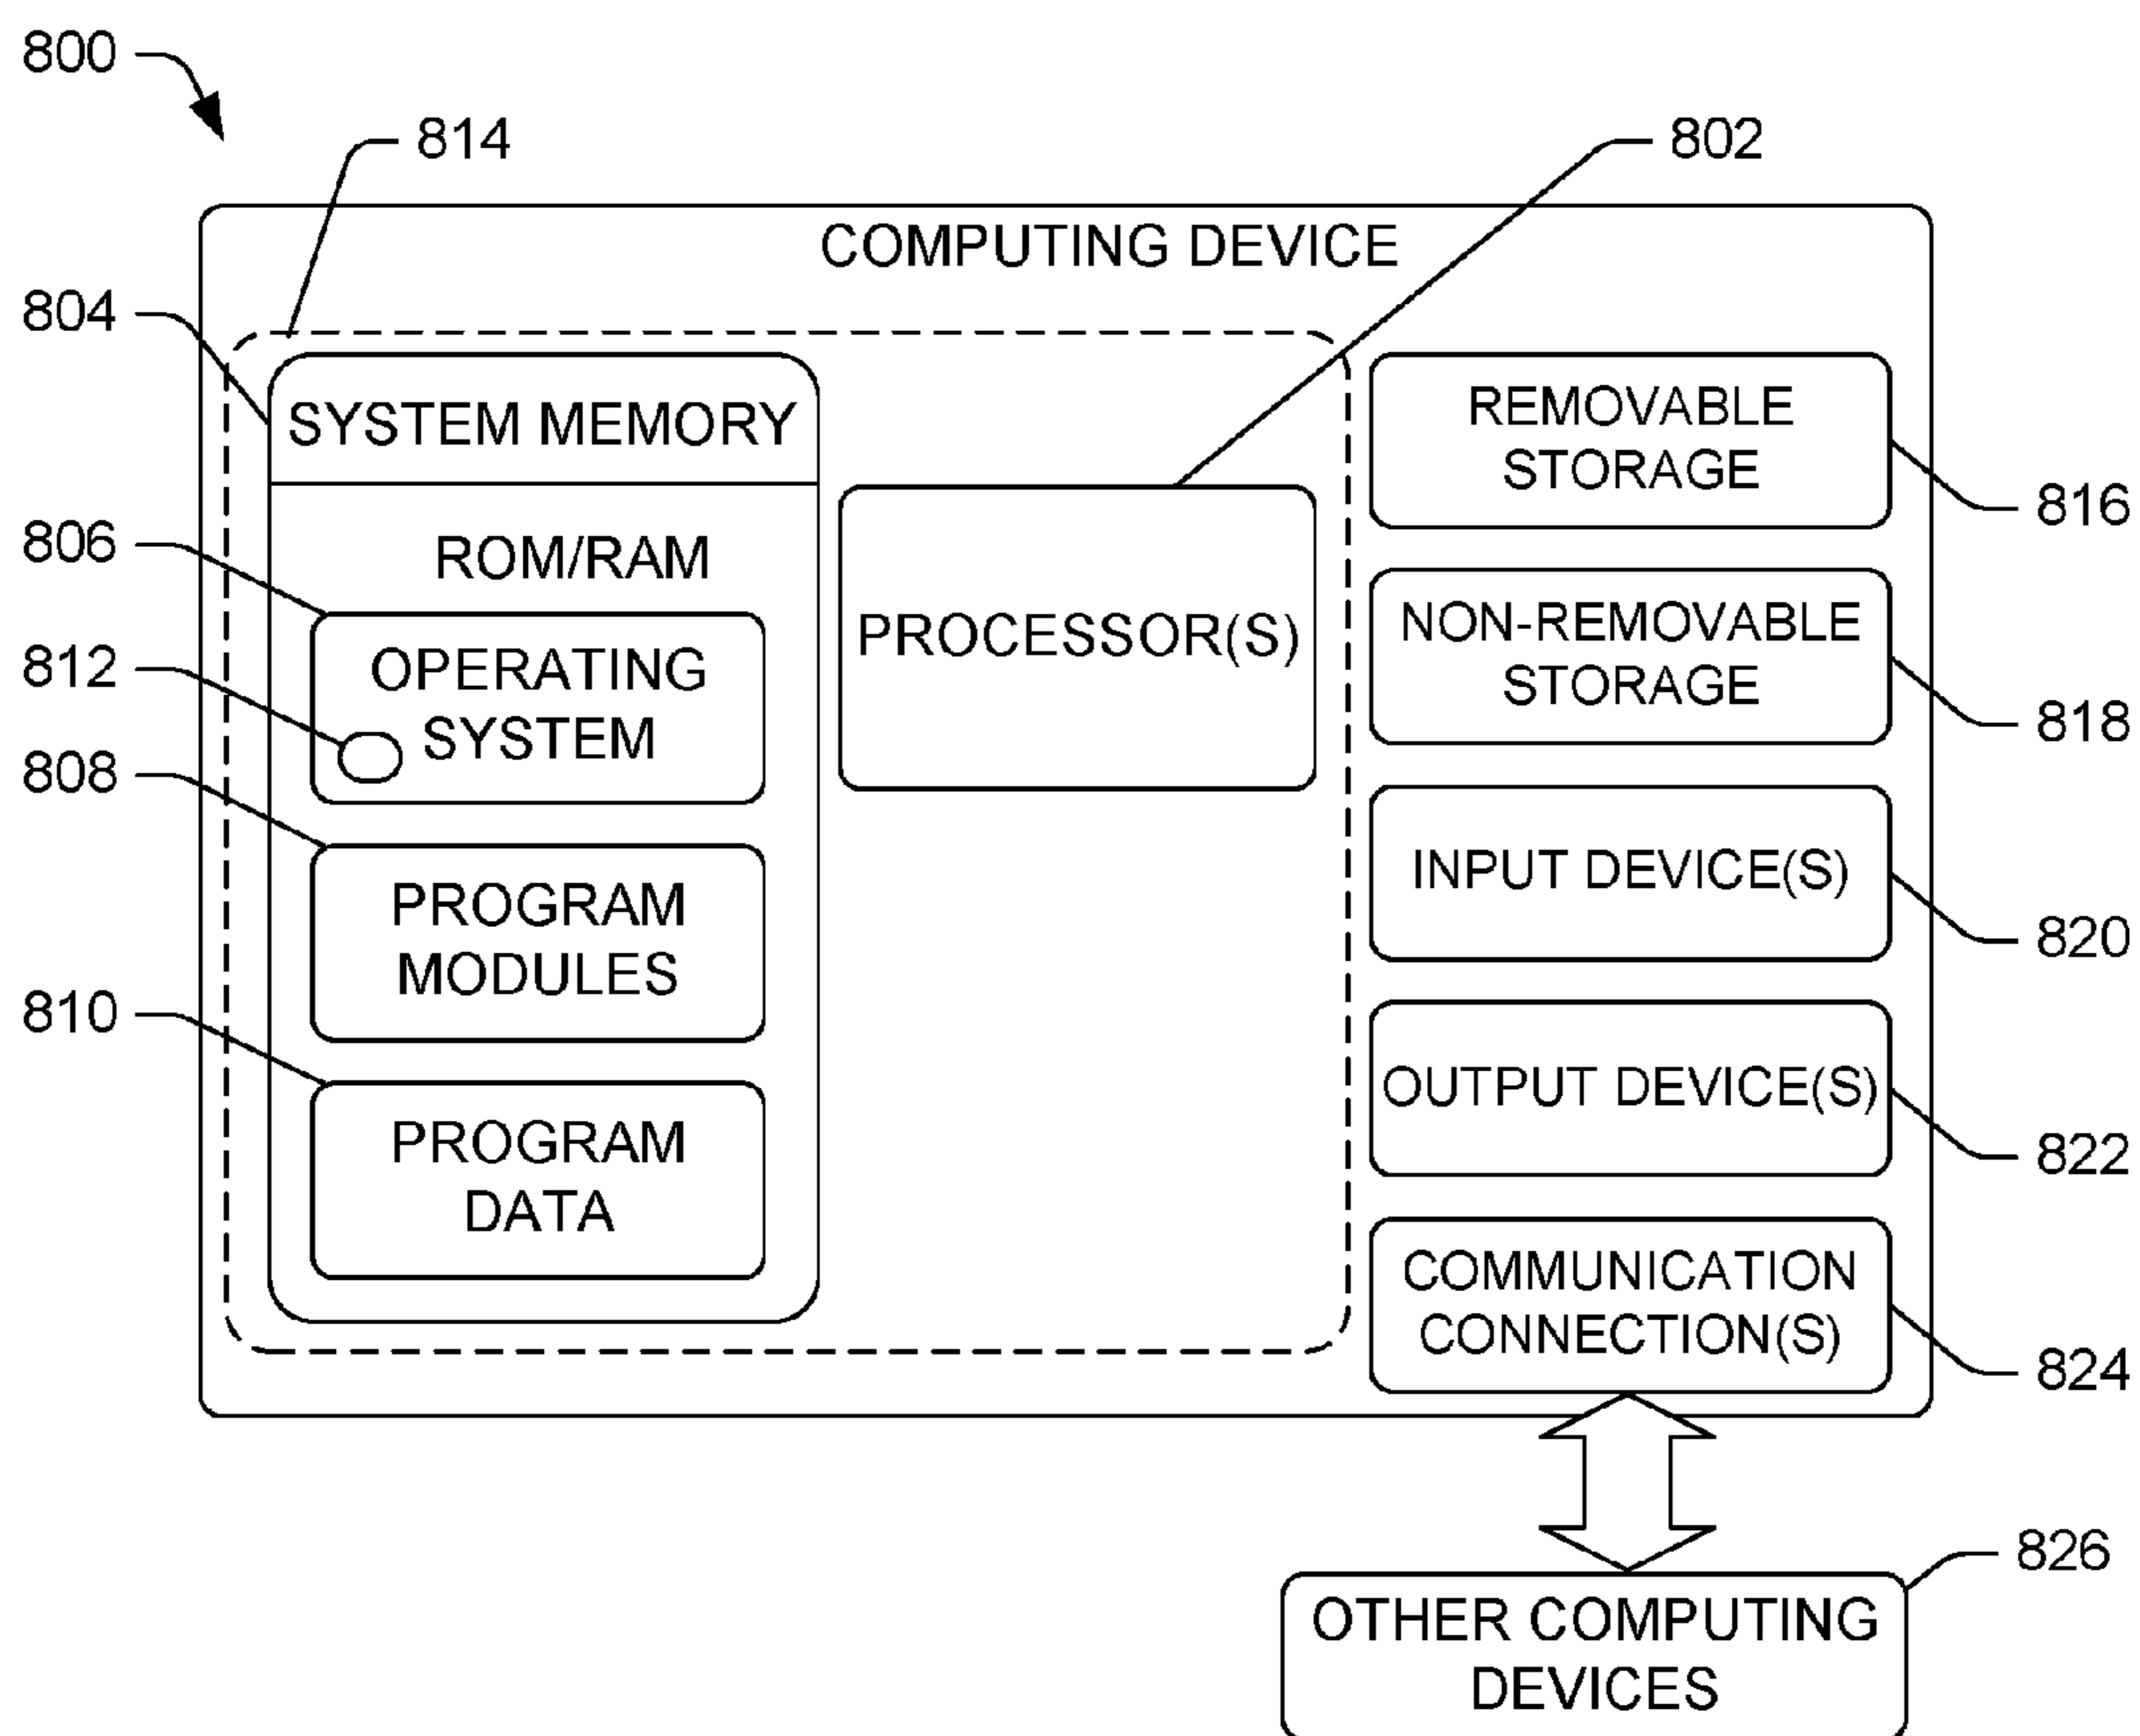 800
814
802
COMPUTING DEVICE
804
SYSTEM MEMORY
ROM/RAM
806
OPERATING
SYSTEM
812
808
PROGRAM
MODULES
810
PROGRAM
DATA
PROCESSOR(S)
REMOVABLE
STORAGE
816
NON-REMOVABLE
STORAGE
818
INPUT DEVICE(S)
820
OUTPUT DEVICE(S)
822
COMMUNICATION
CONNECTION(S)
824
826
OTHER COMPUTING
DEVICES